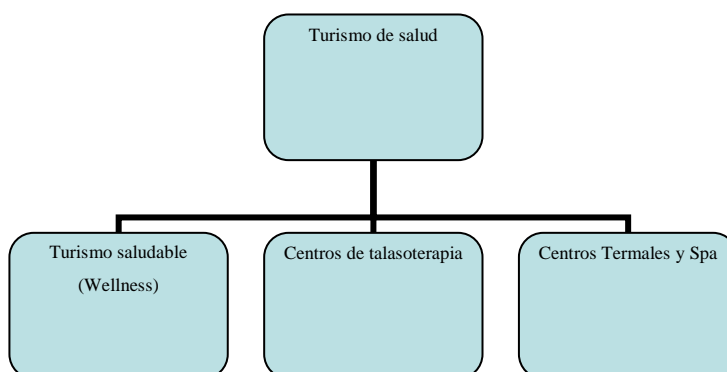 Turismo de salud
Turismo saludable
(Wellness)
Centros de talasoterapia
Centros Termales y Spa